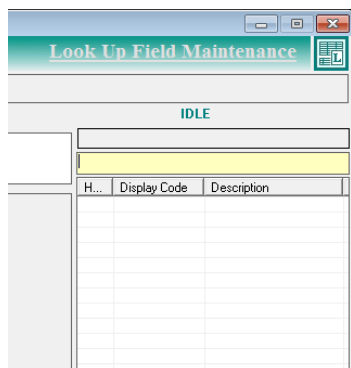 Look Up Field Maintenance
L
IDLE
H... Display Code Description